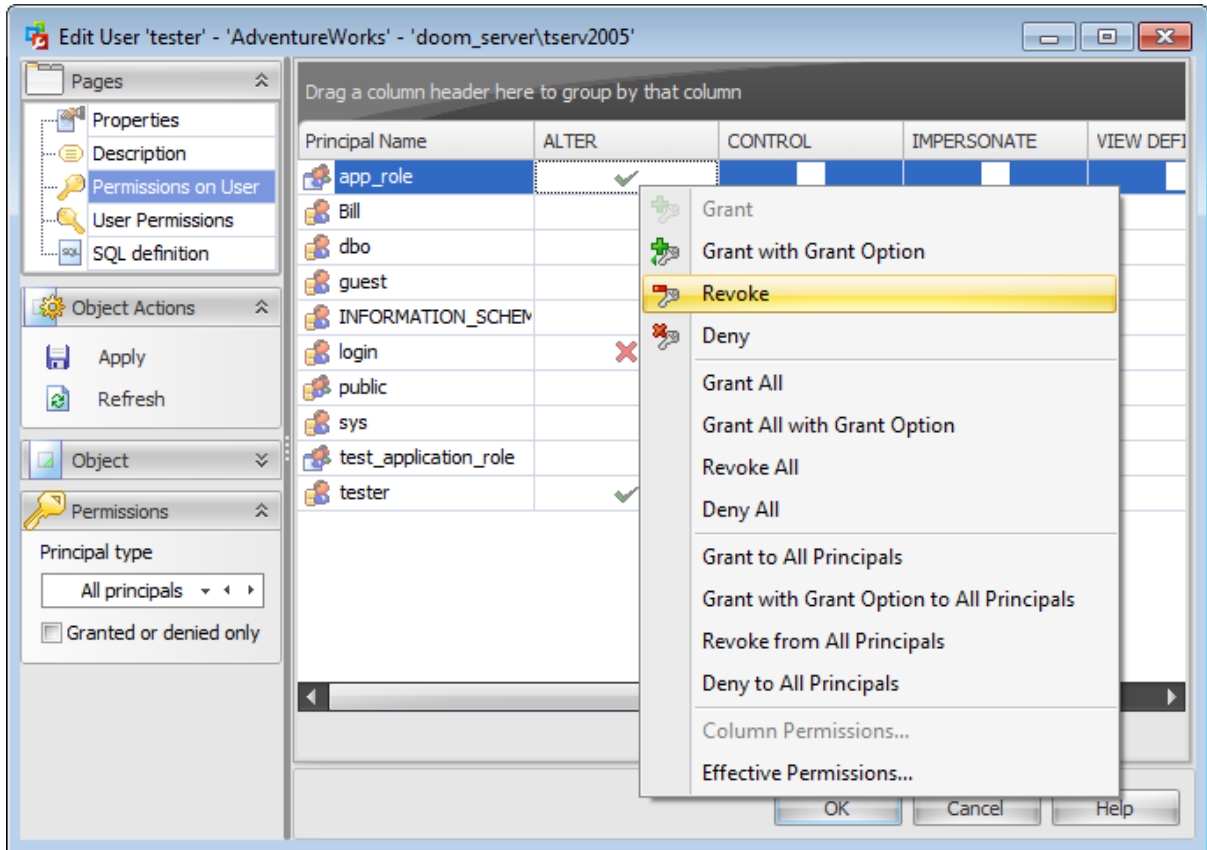 Edit User 'tester' - 'AdventureWorks' - 'doom_server\tserv2005'
Pages
Properties
Description
Permissions on User
User Permissions
SQL definition
Object Actions
Apply
Refresh
Object
Permissions
Principal type
All principals
Granted or denied only
Drag a column header here to group by that column
Principal Name ALTER CONTROL IMPERSONATE VIEW DEFI
app_role
Bill
dbo
guest
INFORMATION_SCHEM
login
public
sys
test_application_role
tester
Grant
Grant with Grant Option
Revoke
Deny
Grant All
Grant All with Grant Option
Revoke All
Deny All
Grant to All Principals
Grant with Grant Option to All Principals
Revoke from All Principals
Deny to All Principals
Column Permissions...
Effective Permissions...
OK Cancel Help